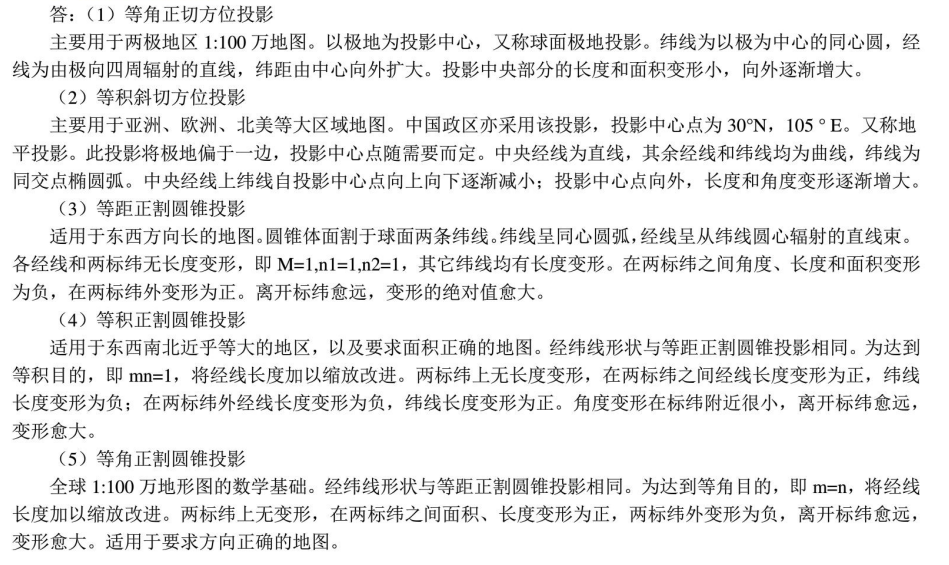 答：（1）等角正切方位投影
主要用于两极地区 1:100 万地图。以极地为投影中心，又称球面极地投影。纬线为以极为中心的同心圆，经
线为由极向四周辐射的直线，纬距由中心向外扩大。投影中央部分的长度和面积变形小，向外逐渐增大。
（2）等积斜切方位投影
主要用于亚洲、欧洲、北美等大区域地图。中国政区亦采用该投影，投影中心点为 30°N，105 ° E。又称地
平投影。此投影将极地偏于一边，投影中心点随需要而定。中央经线为直线，其余经线和纬线均为曲线，纬线为
同交点椭圆弧。中央经线上纬线自投影中心点向上向下逐渐减小；投影中心点向外，长度和角度变形逐渐增大。
（3）等距正割圆锥投影
适用于东西方向长的地图。圆锥体面割于球面两条纬线。纬线呈同心圆弧，经线呈从纬线圆心辐射的直线束。
各经线和两标纬无长度变形，即 M=1,n1=1,n2=1，其它纬线均有长度变形。在两标纬之间角度、长度和面积变形
为负，在两标纬外变形为正。离开标纬愈远，变形的绝对值愈大。
（4）等积正割圆锥投影
适用于东西南北近乎等大的地区，以及要求面积正确的地图。经纬线形状与等距正割圆锥投影相同。为达到
等积目的，即 mn=1，将经线长度加以缩放改进。两标纬上无长度变形，在两标纬之间经线长度变形为正，纬线
长度变形为负；在两标纬外经线长度变形为负，纬线长度变形为正。角度变形在标纬附近很小，离开标纬愈远，
变形愈大。
（5）等角正割圆锥投影
全球 1:100 万地形图的数学基础。经纬线形状与等距正割圆锥投影相同。为达到等角目的，即 m=n，将经线
长度加以缩放改进。两标纬上无变形，在两标纬之间面积、长度变形为正，两标纬外变形为负，离开标纬愈远，
变形愈大。适用于要求方向正确的地图。